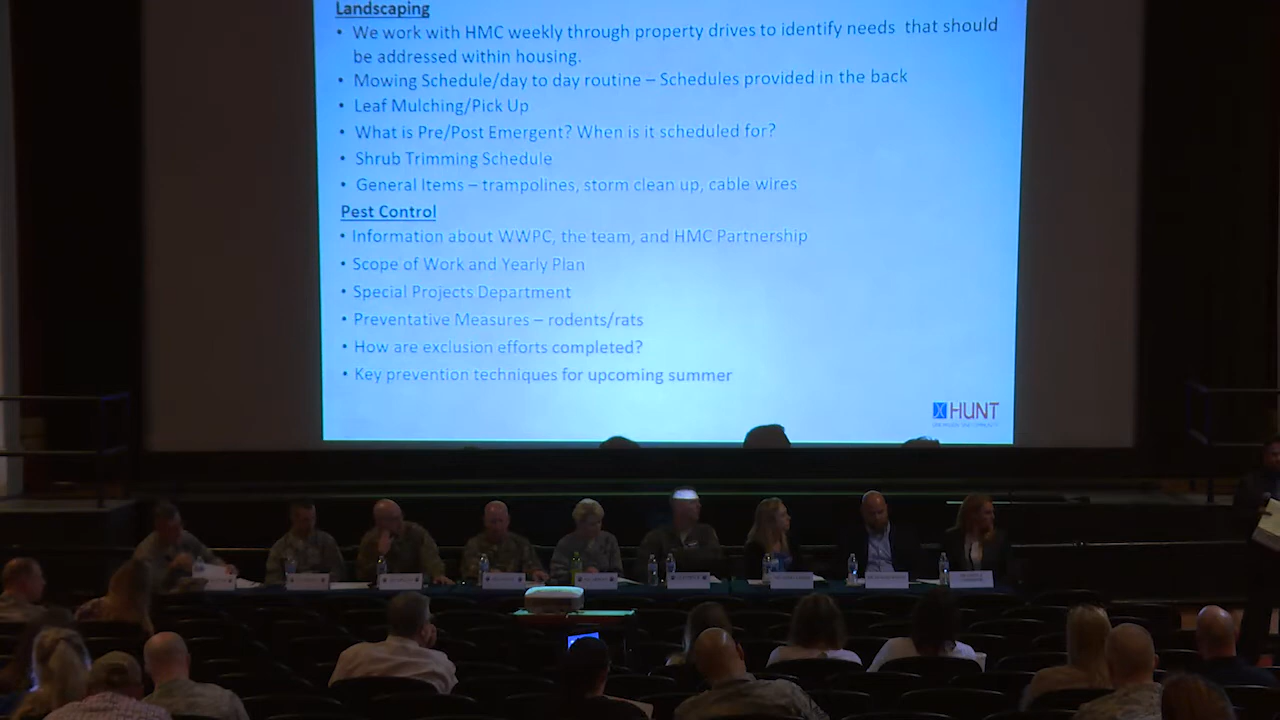 Landscaping
• We work with HMC weekly through property drives to identify needs that should
be addressed within housing.
• Mowing Schedule/day to day routine – Schedules provided in the back
• Leaf Mulching/Pick Up
• What is Pre/Post Emergent? When is it scheduled for?
• Shrub Trimming Schedule
• General Items – trampolines, storm clean up, cable wires
Pest Control
• Information about WWPC, the team, and HMC Partnership
• Scope of Work and Yearly Plan
• Special Projects Department
• Preventative Measures – rodents/rats
• How are exclusion efforts completed?
• Key prevention techniques for upcoming summer
HUNT